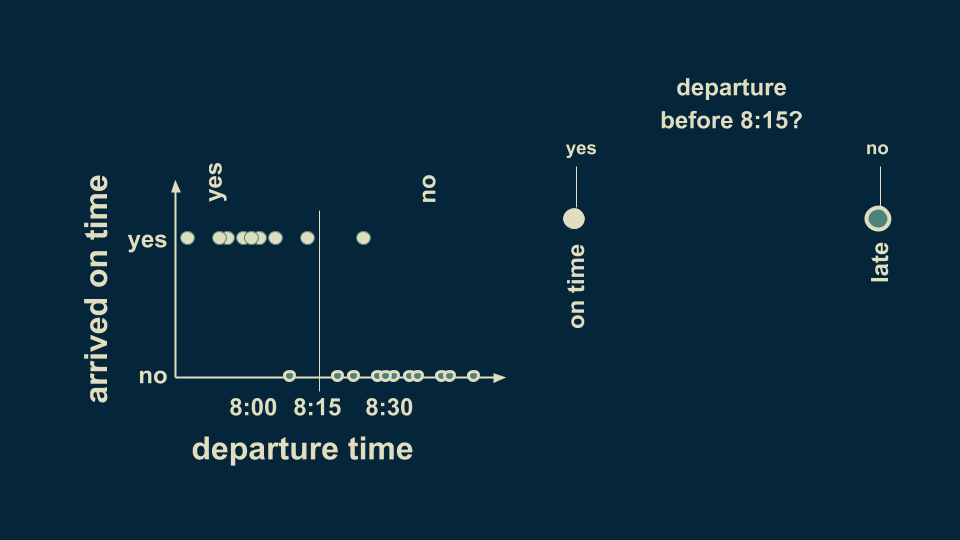 departure
before 8:15?
yes
no
yes
no
arrived on time
yes
no
on time
late
8:00 8:15 8:30
departure time